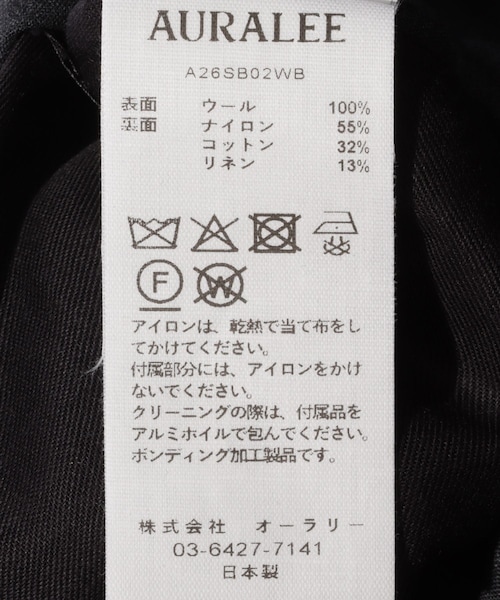 AURALEE
A26SB02WB
表面 ウール 100%
裏面 ナイロン 55%
コットン 32%
リネン 13%
F W
アイロンは、乾熱で当て布をし
てかけてください。
付属部分には、アイロンをかけ
ないでください。
クリーニングの際は、付属品を
アルミホイルで包んでください。
ボンディング加工製品です。
株式会社 オーラリー
03-6427-7141
日本製